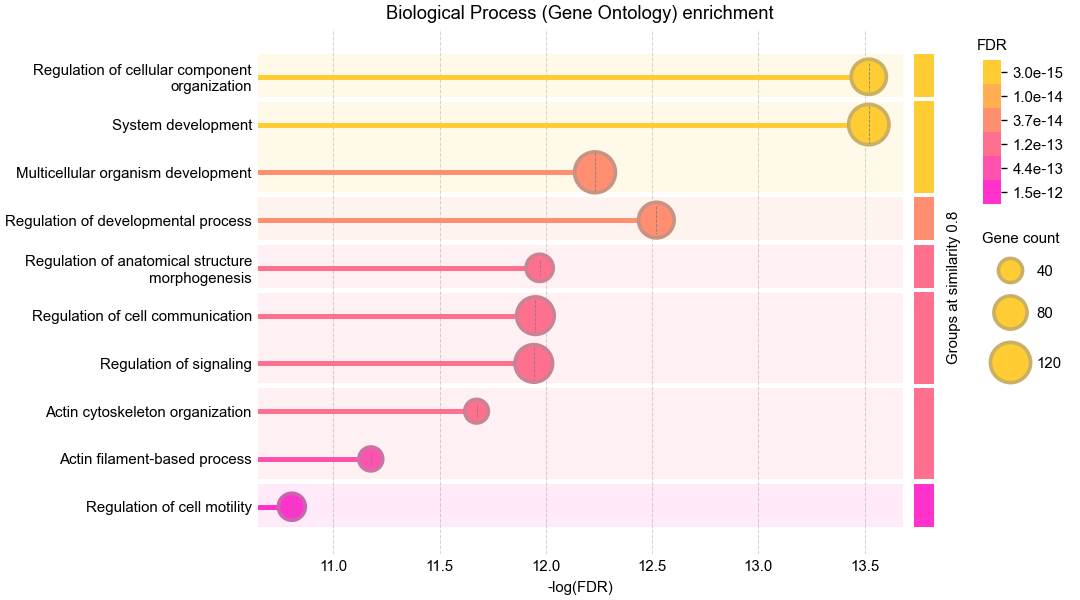 Biological Process (Gene Ontology) enrichment
Regulation of cellular component
organization
System development
Multicellular organism development
Regulation of developmental process
Regulation of anatomical structure
morphogenesis
Regulation of cell communication
Regulation of signaling
Actin cytoskeleton organization
Actin filament-based process
Regulation of cell motility
11.0
11.5
12.0
12.5
13.0
13.5
-log(FDR)
Groups at similarity 0.8
FDR
3.0e-15
1.0e-14
3.7e-14
1.2e-13
4.4e-13
1.5e-12
Gene count
40
80
120